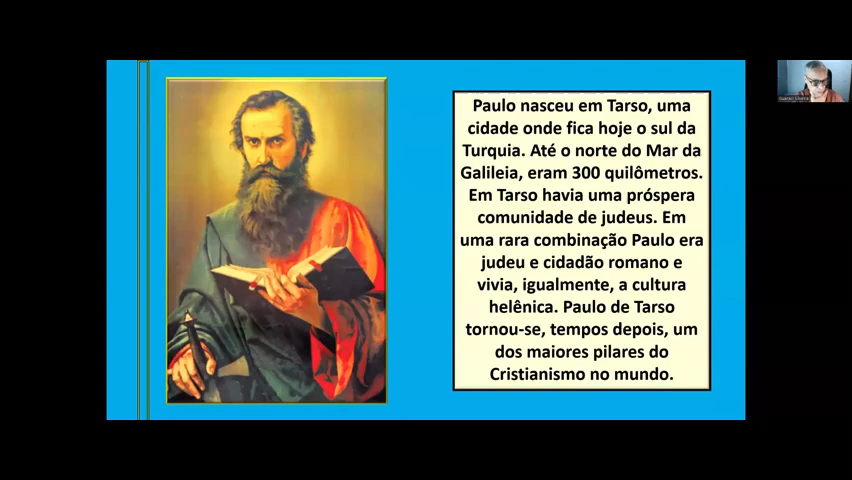 Paulo nasceu em Tarso, uma
cidade onde fica hoje o sul da
Turquia. Até o norte do Mar da
Galileia, eram 300 quilômetros.
Em Tarso havia uma próspera
comunidade de judeus. Em
uma rara combinação Paulo era
judeu e cidadão romano e
vivia, igualmente, a cultura
helênica. Paulo de Tarso
tornou-se, tempos depois, um
dos maiores pilares do
Cristianismo no mundo.